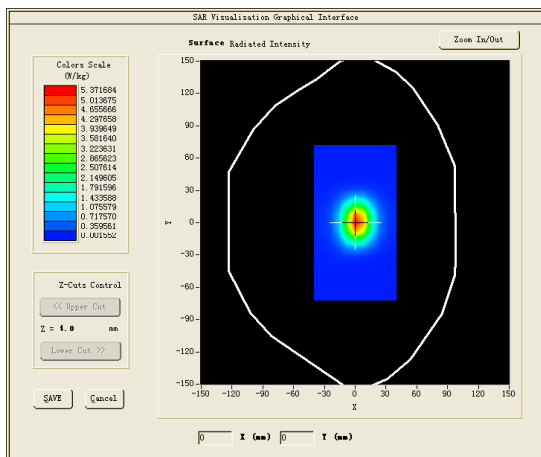 SAR Visualisation Graphical Interface
Surface Radiated Intensity
Zoom In/Out
Colors Scale
(W/kg)
5.371684
5.013675
4.655666
4.297658
3.939649
3.581640
3.223631
2.865623
2.507614
2.149605
1.791596
1.433588
1.075579
0.717570
0.359561
0.001552
Z-Cuts Control
<< Upper Cut
Z = 4.0 mm
Lower Cut >>
SAVE
Cancel
150
120
90
60
30
0
-30
-60
-90
-120
-150
Y
-150 -120 -90 -60 -30 0 30 60 90 120 150
X
0 X (mm) 0 Y (mm)